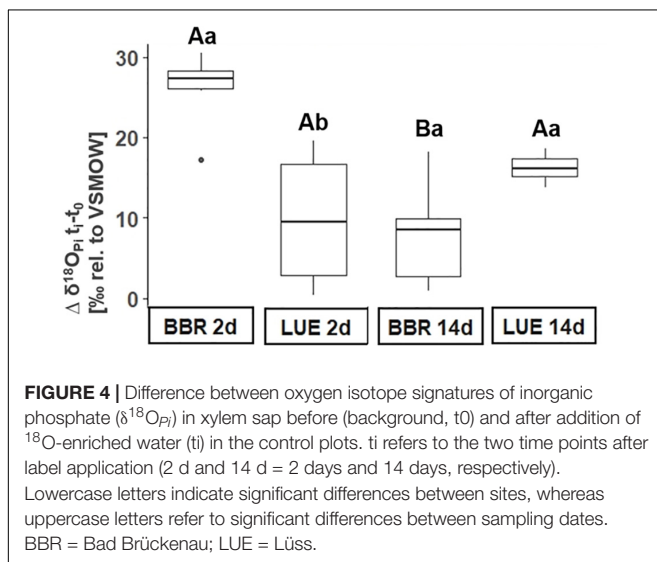 Δ δ¹⁸O_Pi t_i-t_0
[‰ rel. to VSMOW]
30
20
10
0
Aa
Ab
Ba
Aa
BBR 2d
LUE 2d
BBR 14d
LUE 14d
FIGURE 4 | Difference between oxygen isotope signatures of inorganic
phosphate (δ¹⁸O_Pi) in xylem sap before (background, t0) and after addition of
¹⁸O-enriched water (ti) in the control plots. ti refers to the two time points after
label application (2 d and 14 d = 2 days and 14 days, respectively).
Lowercase letters indicate significant differences between sites, whereas
uppercase letters refer to significant differences between sampling dates.
BBR = Bad Brückenau; LUE = Lüss.